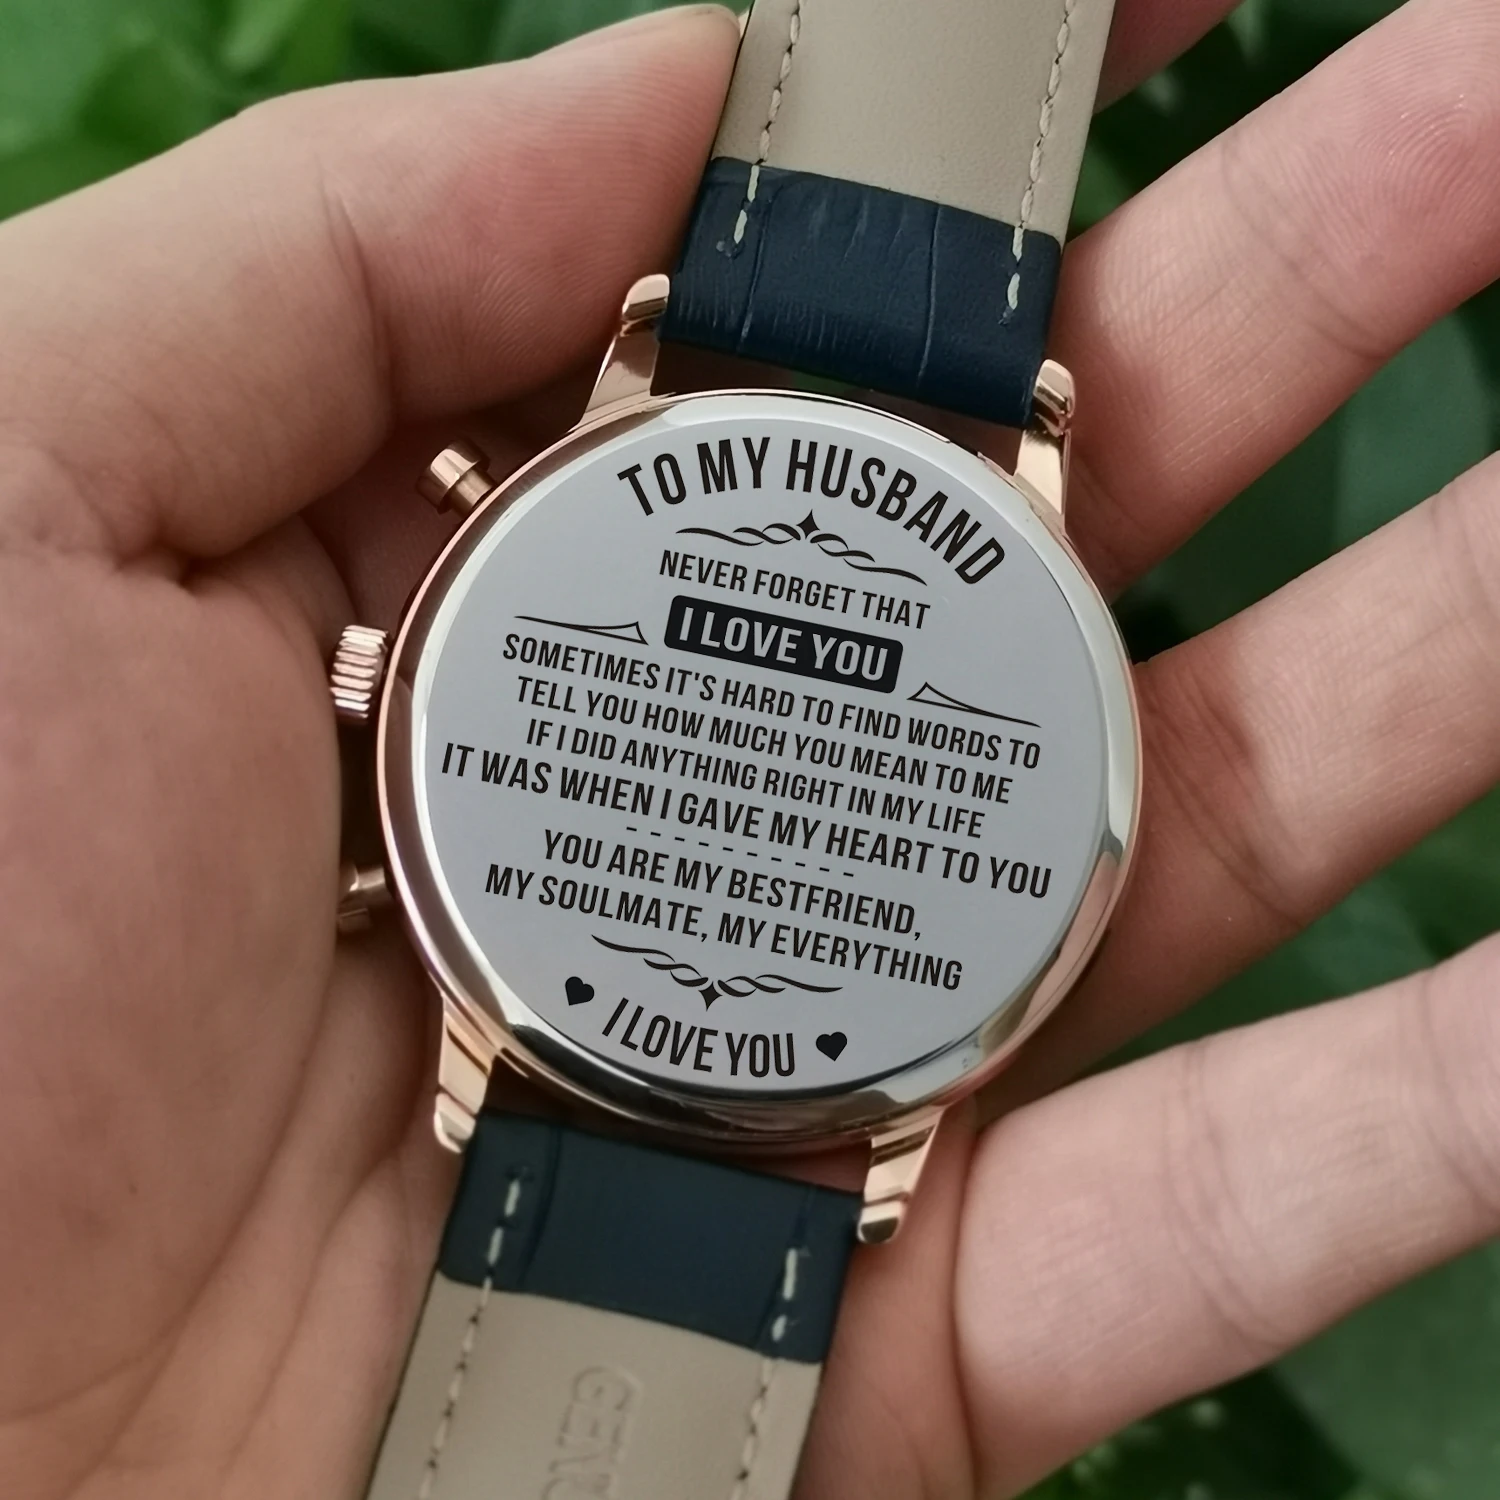 TO MY HUSBAND
NEVER FORGET THAT
I LOVE YOU
SOMETIMES IT'S HARD TO FIND WORDS TO
TELL YOU HOW MUCH YOU MEAN TO ME
IF I DID ANYTHING RIGHT IN MY LIFE
IT WAS WHEN I GAVE MY HEART TO YOU
YOU ARE MY BESTFRIEND,
MY SOULMATE, MY EVERYTHING
I LOVE YOU